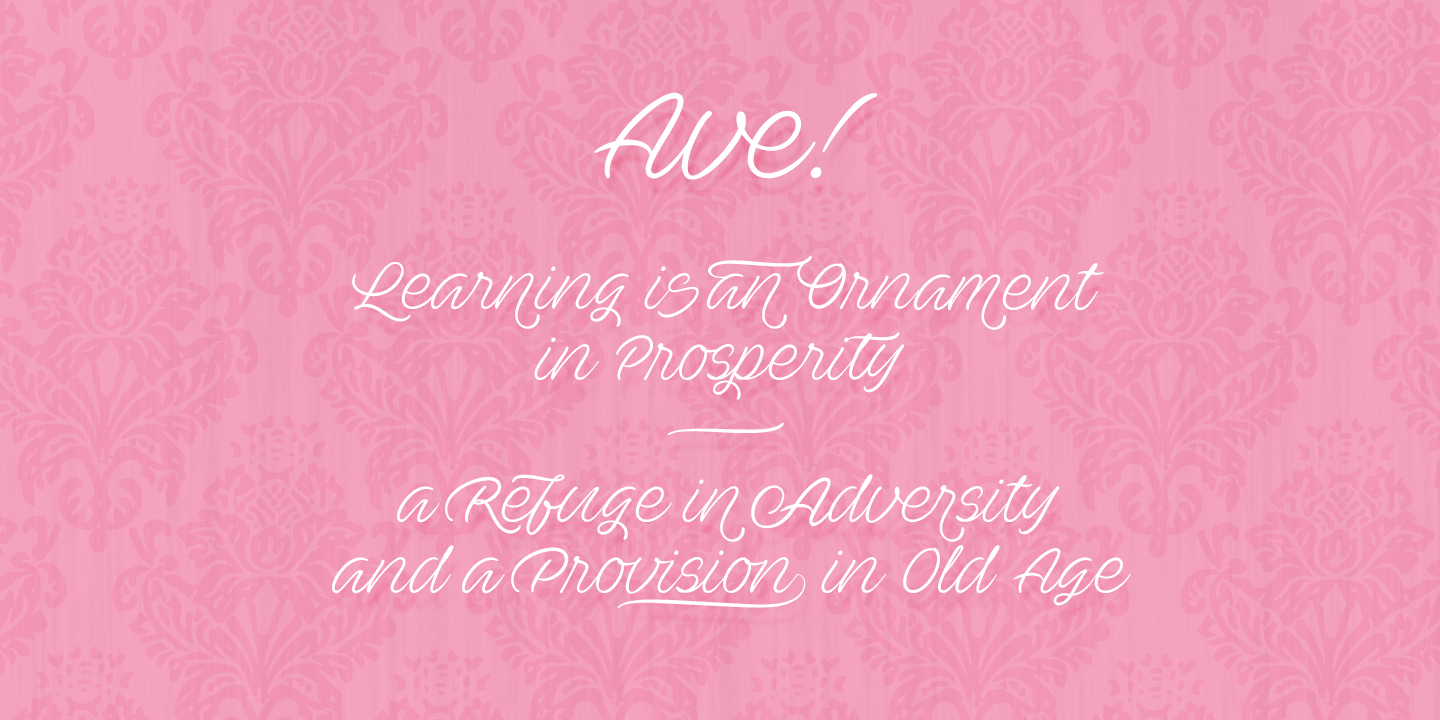 Ave!
Learning is an Ornament
in Prosperity
a Refuge in Adversity
and a Provision in Old Age